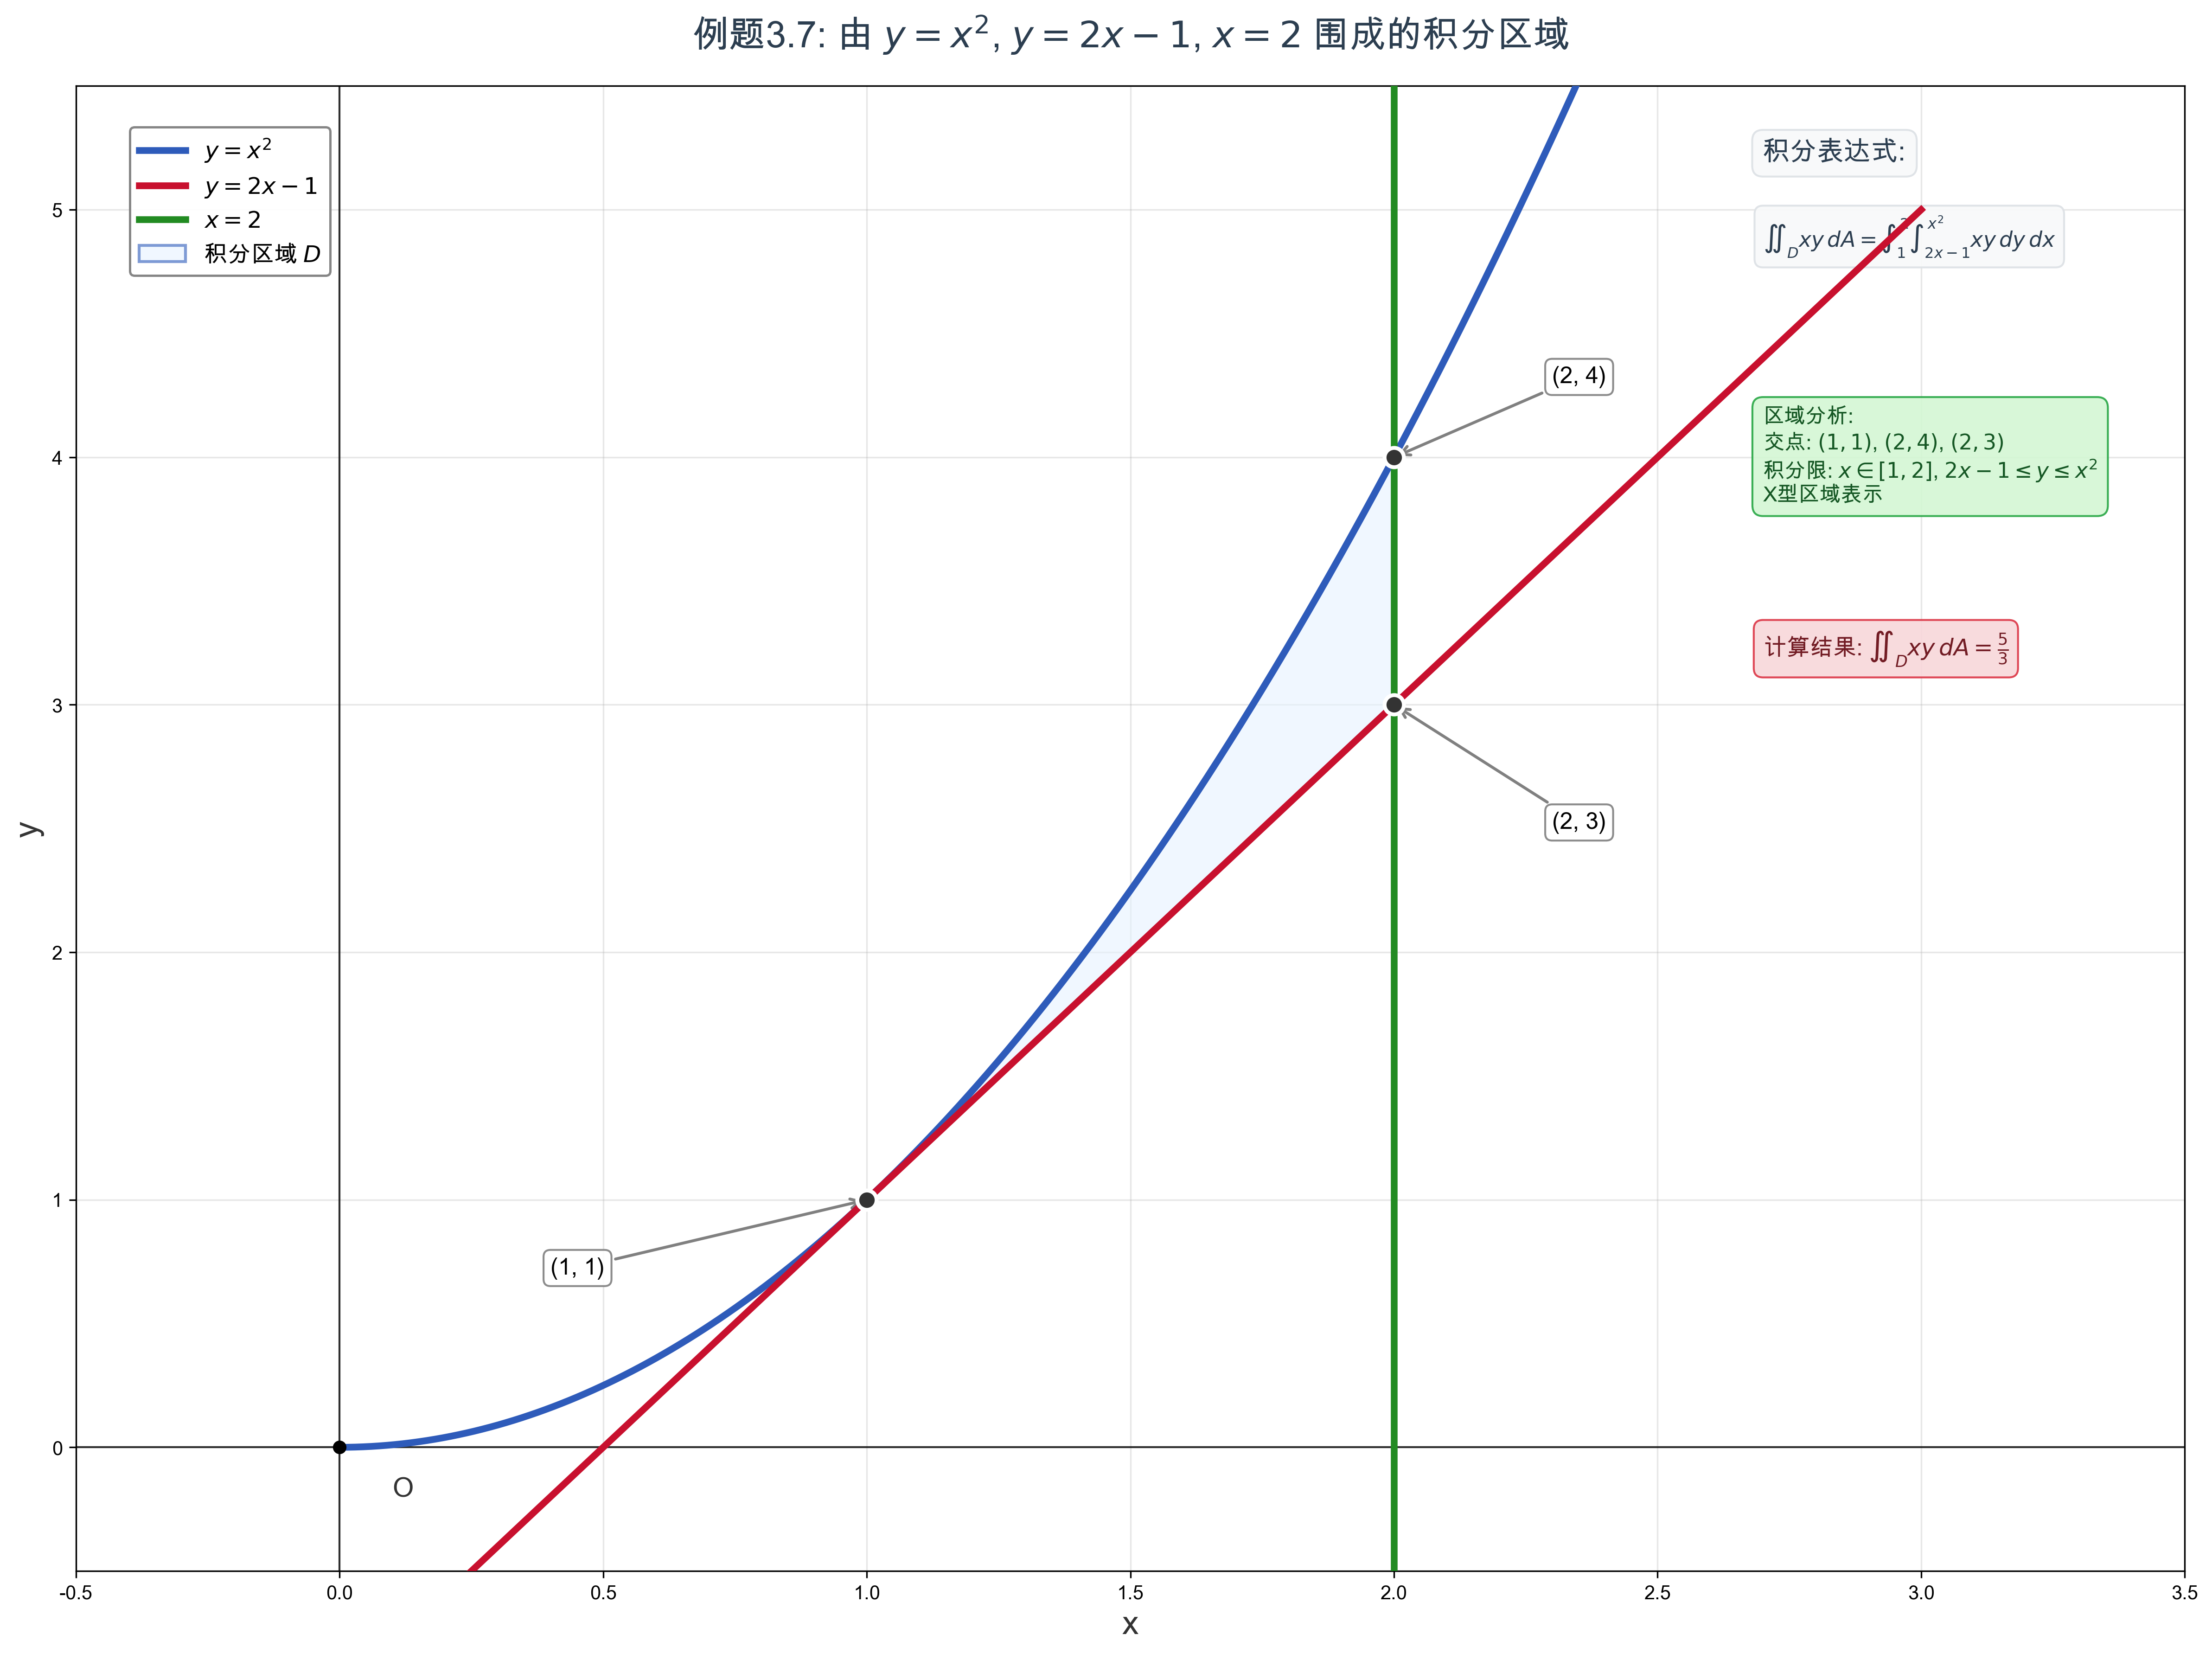 例题3.7: 由 y = x², y = 2x − 1, x = 2 围成的积分区域
y = x²
y = 2x − 1
x = 2
积分区域 D
积分表达式:
∬_D xy dA = ∫_1^2 ∫_{2x−1}^{x²} xy dy dx
(2, 4)
区域分析:
交点: (1, 1), (2, 4), (2, 3)
积分限: x ∈ [1, 2], 2x − 1 ≤ y ≤ x²
X型区域表示
计算结果: ∬_D xy dA = 5/3
(2, 3)
(1, 1)
O
5
4
3
2
1
0
y
-0.5 0.0 0.5 1.0 1.5 2.0 2.5 3.0 3.5
x